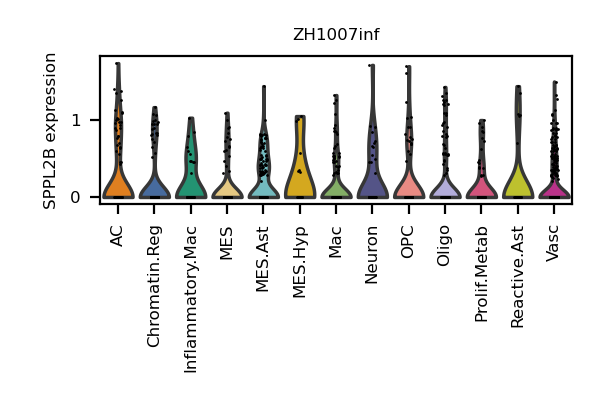 ZH1007inf
SPPL2B expression
1
0
AC
Chromatin.Reg
Inflammatory.Mac
MES
MES.Ast
MES.Hyp
Mac
Neuron
OPC
Oligo
Prolif.Metab
Reactive.Ast
Vasc